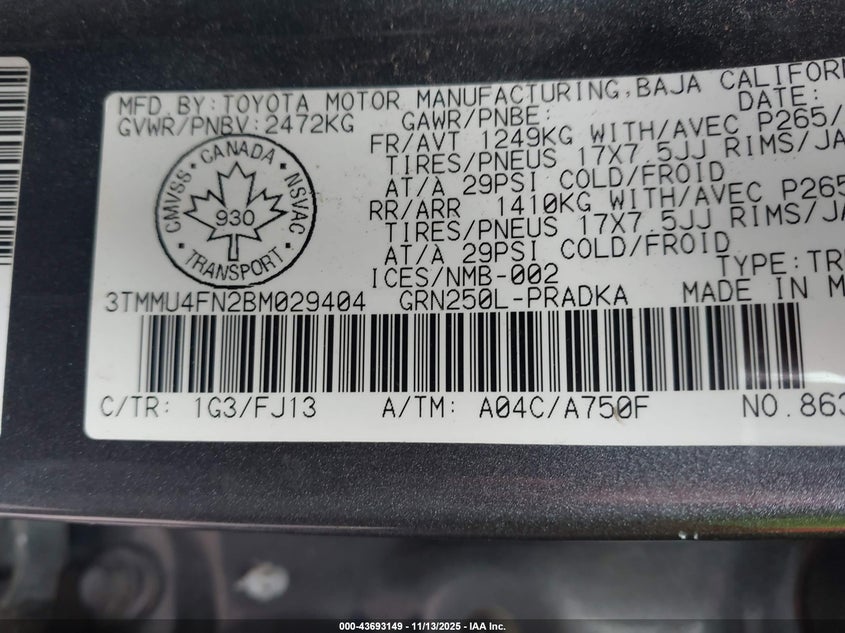 MFD. BY: TOYOTA MOTOR MANUFACTURING, BAJA CALIFORN
GVWR/PNBV: 2472KG GAWR/PNBE: DATE:
FR/AVT 1249KG WITH/AVEC P265/
TIRES/PNEUS 17X7.5JJ RIMS/JA
AT/A 29PSI COLD/FROID
RR/ARR 1410KG WITH/AVEC P265
TIRES/PNEUS 17X7.5JJ RIMS/JA
AT/A 29PSI COLD/FROID
CMVSS · CANADA · NSVAC · TRANSPORT ·
930
ICES/NMB-002 TYPE:TR
3TMMU4FN2BM029404 GRN250L-PRADKA MADE IN M
C/TR: 1G3/FJ13 A/TM: A04C/A750F NO.863
000-43693149 - 11/13/2025 - IAA Inc.